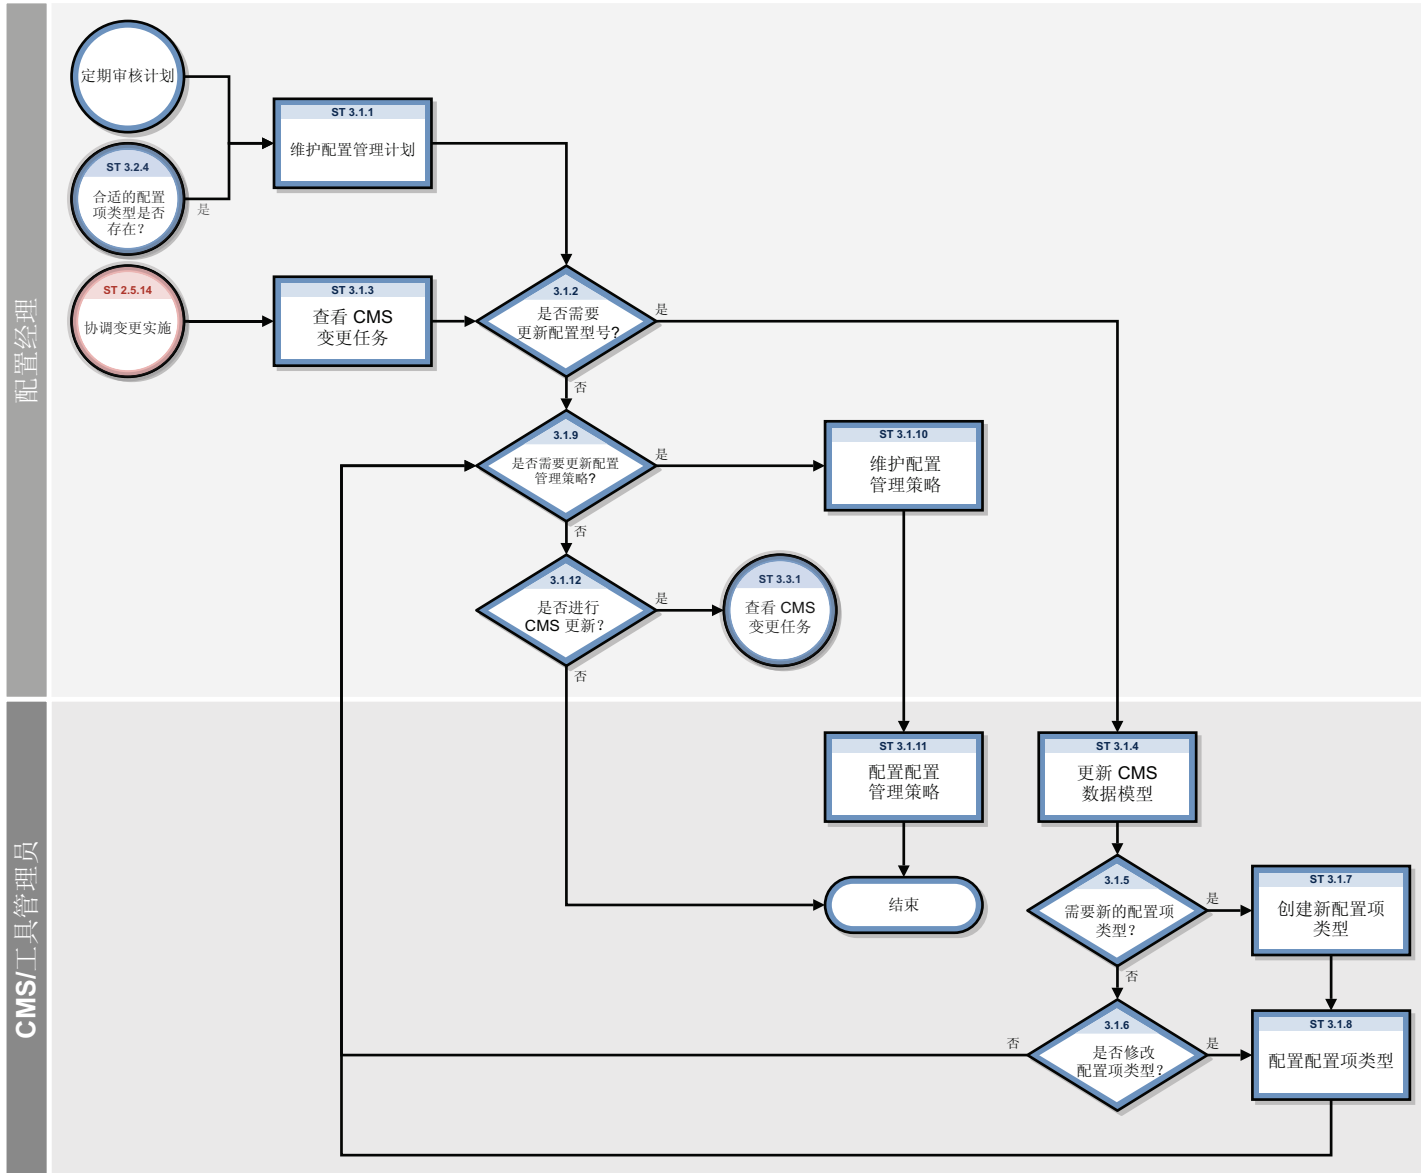 配置经理
定期审核计划
ST 3.1.1
维护配置管理计划
ST 3.2.4
合适的配置
项类型是否
存在？
是
ST 2.5.14
协调变更实施
ST 3.1.3
查看 CMS
变更任务
3.1.2
是否需要
更新配置型号?
是
否
3.1.9
是否需要更新配置
管理策略?
是
否
ST 3.1.10
维护配置
管理策略
3.1.12
是否进行
CMS 更新？
是
否
ST 3.3.1
查看 CMS
变更任务
CMS/工具管理员
ST 3.1.11
配置配置
管理策略
ST 3.1.4
更新 CMS
数据模型
结束
3.1.5
需要新的配置项
类型？
是
否
ST 3.1.7
创建新配置项
类型
3.1.6
是否修改
配置项类型？
否
是
ST 3.1.8
配置配置项类型